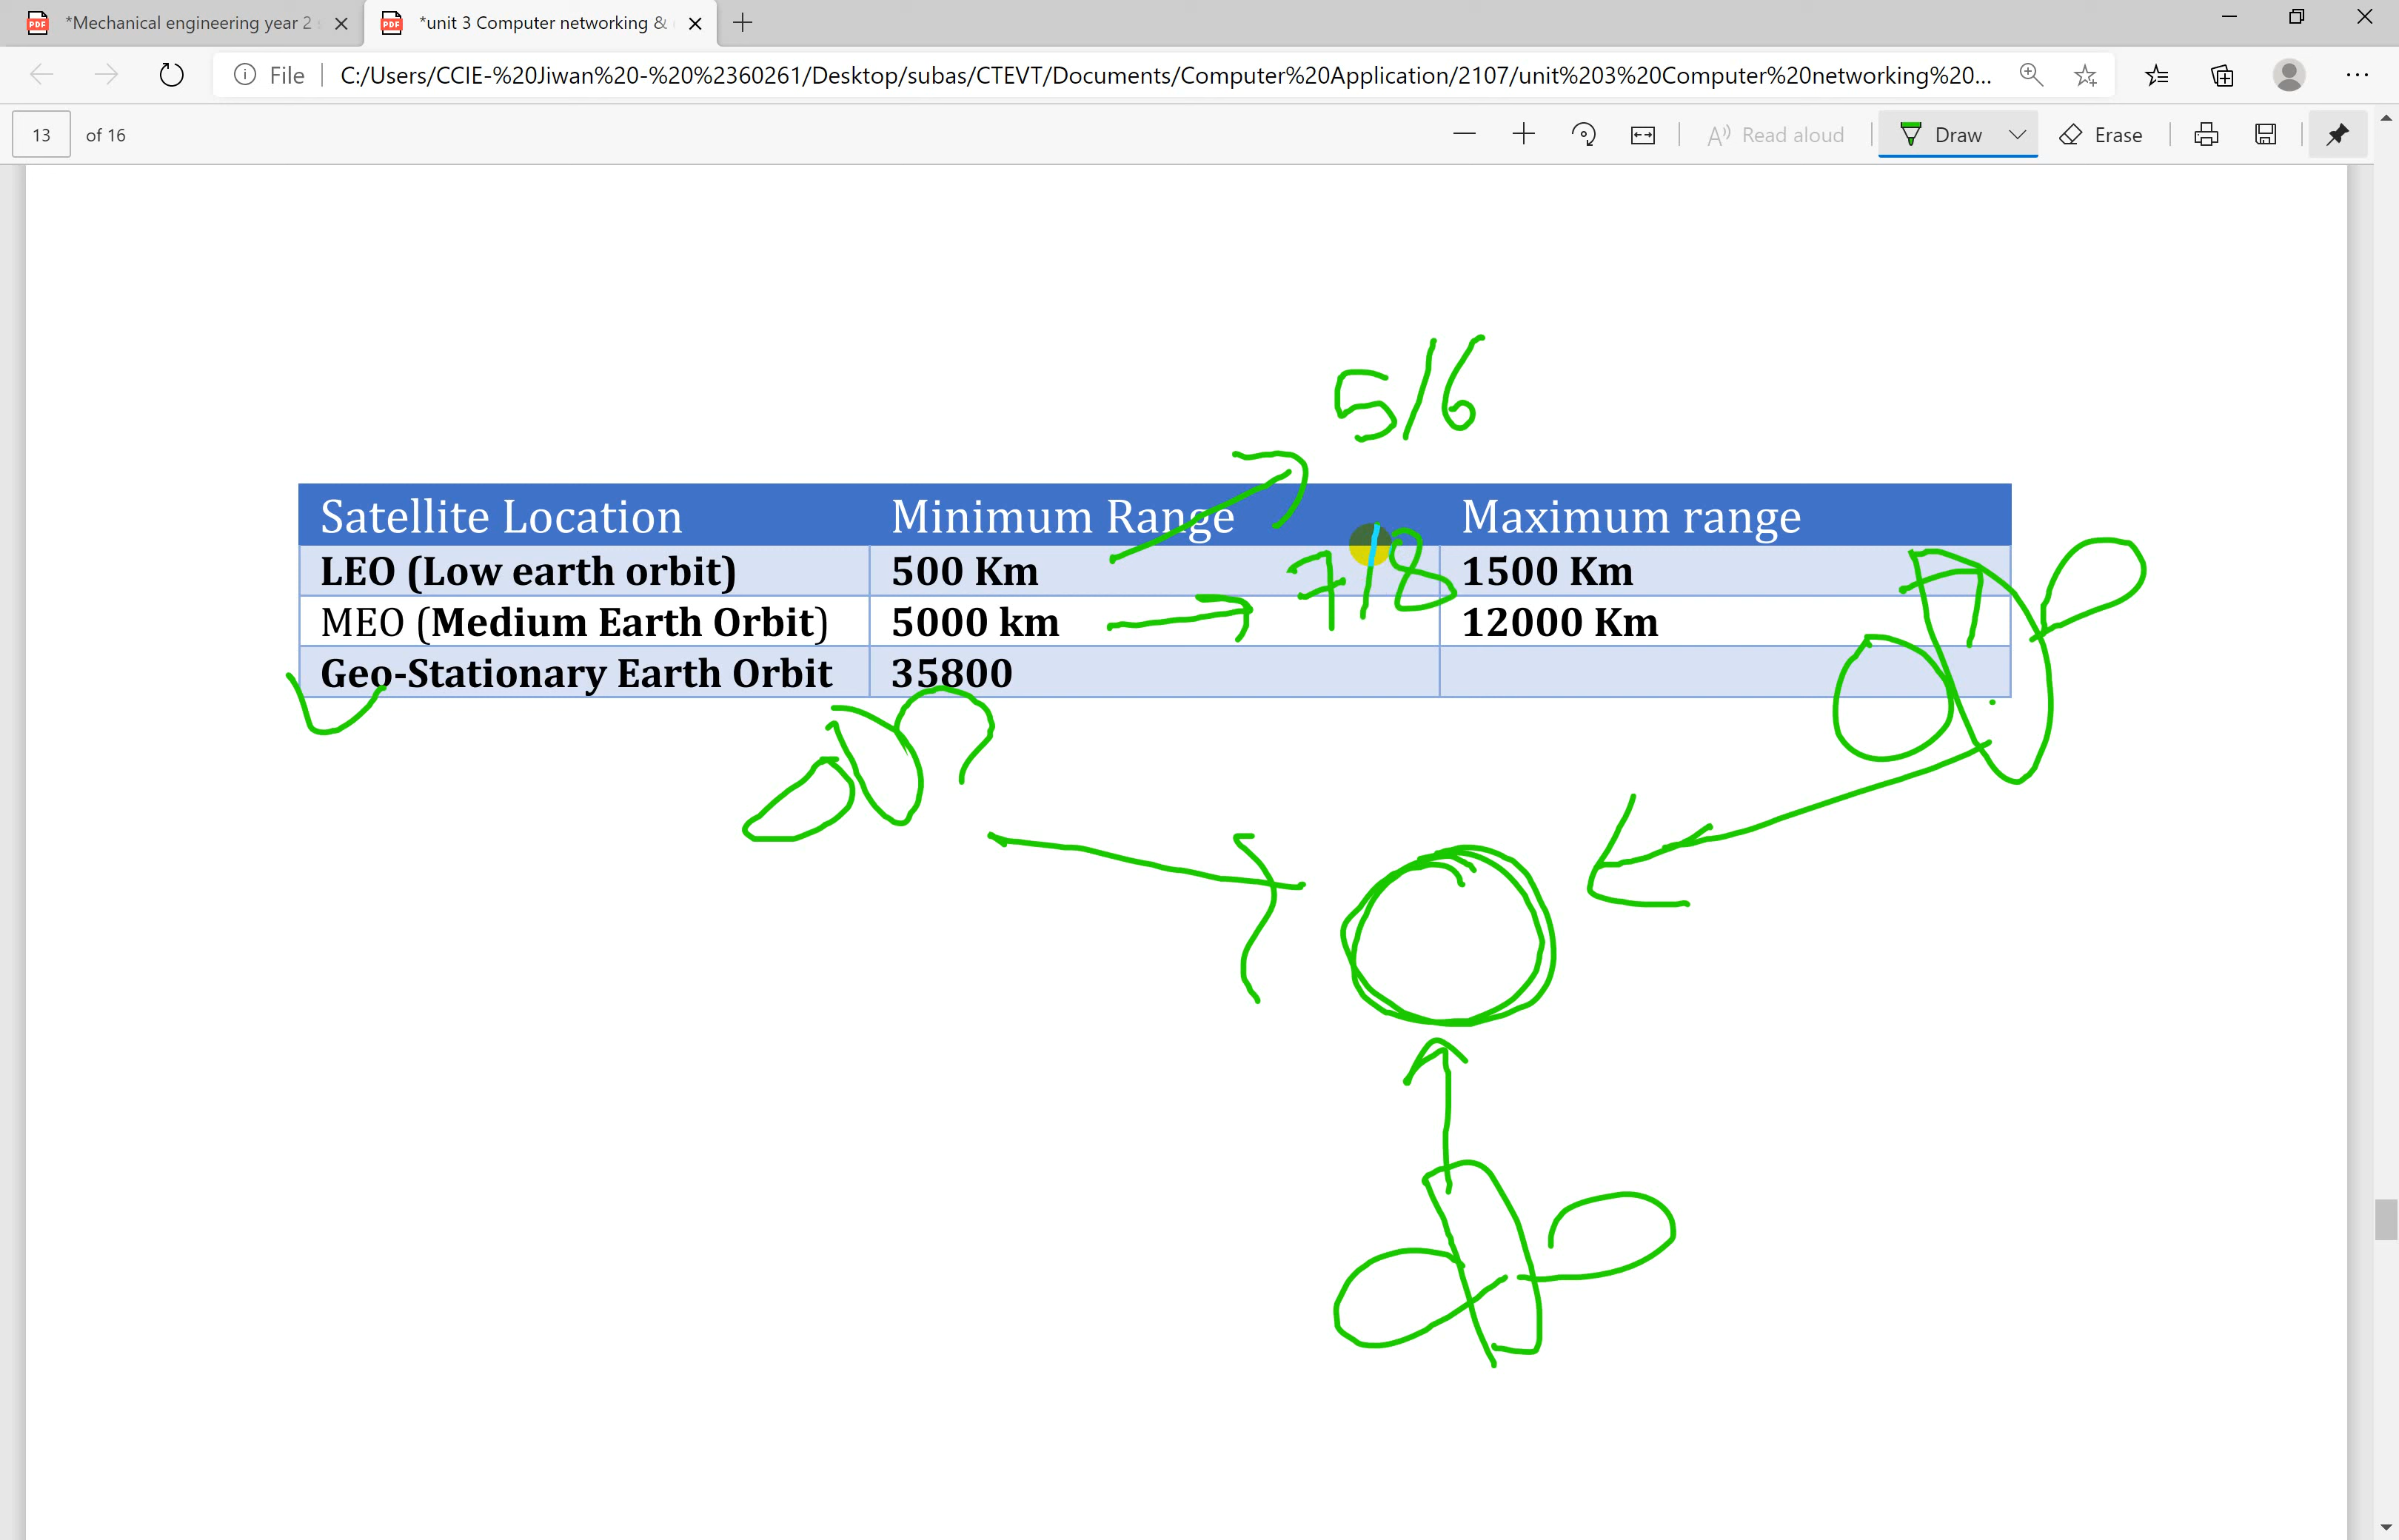 *Mechanical engineering year 2
*unit 3 Computer networking &
File
C:/Users/CCIE-%20Jiwan%20-%20%2360261/Desktop/subas/CTEVT/Documents/Computer%20Application/2107/unit%203%20Computer%20networking%20...
13 of 16
Read aloud
Draw
Erase
5/6
Satellite Location Minimum Range Maximum range
LEO (Low earth orbit) 500 Km 7/8 1500 Km
MEO (Medium Earth Orbit) 5000 km 12000 Km
Geo-Stationary Earth Orbit 35800